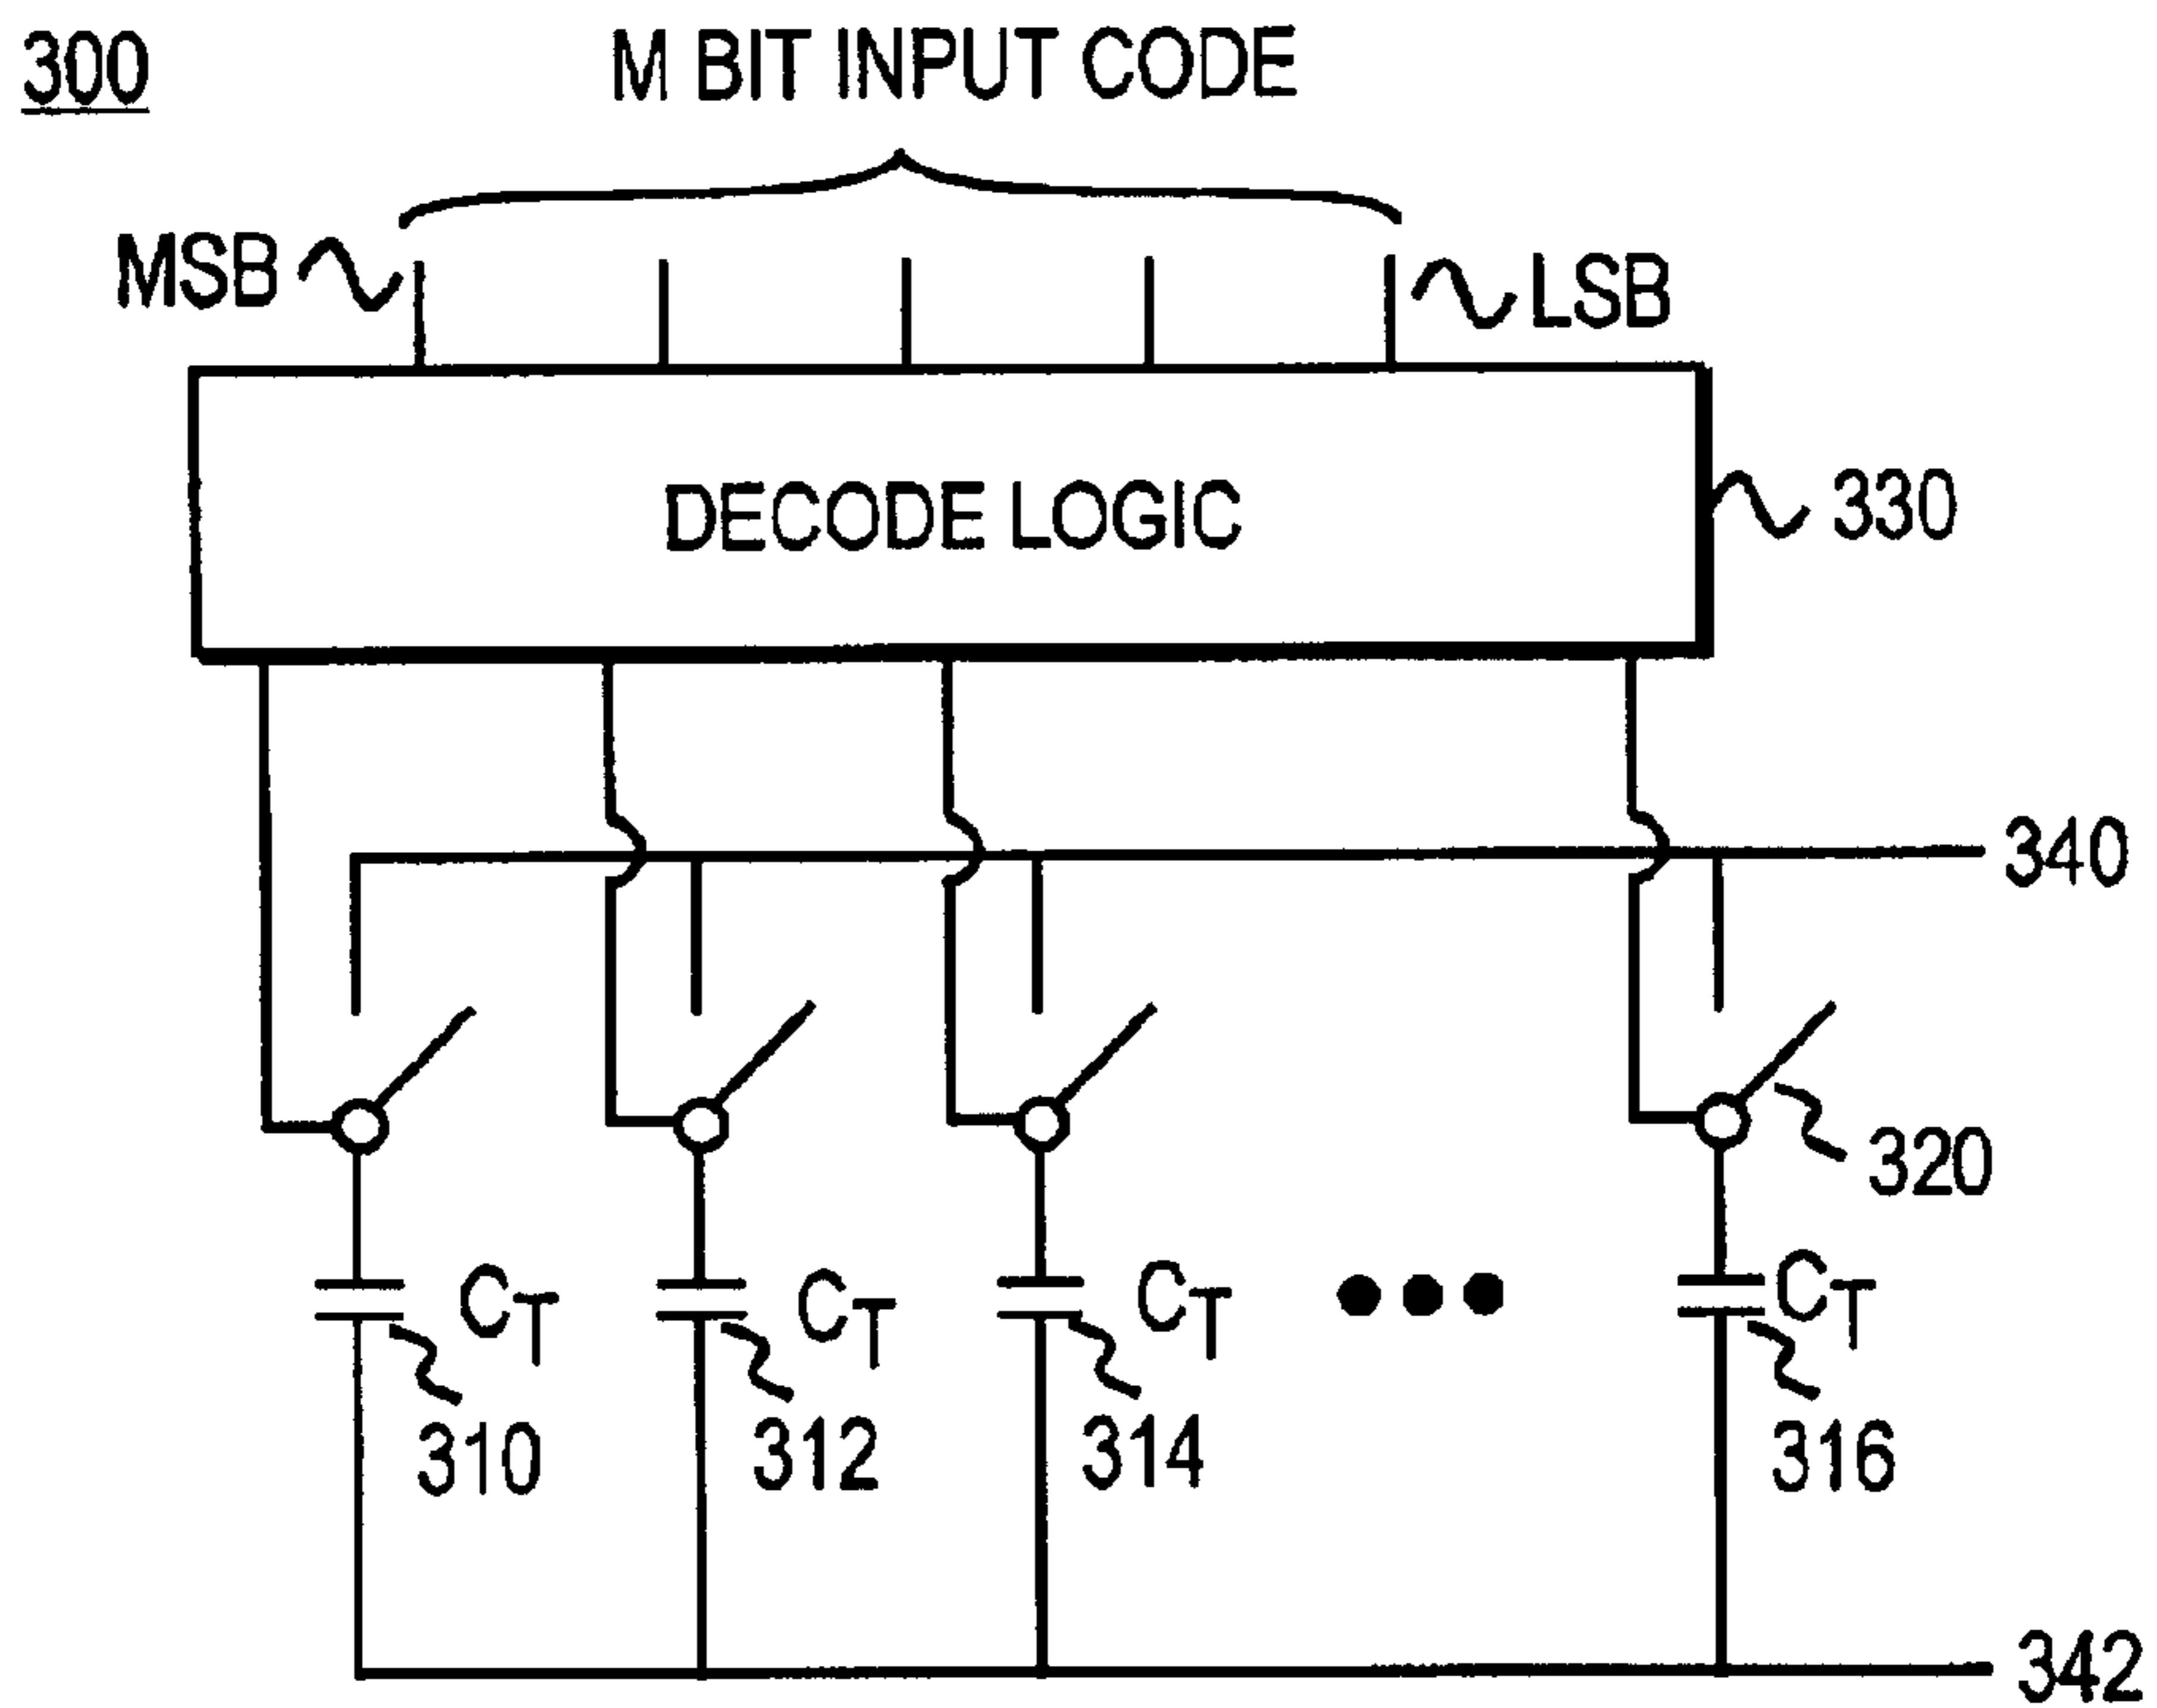 300
M BIT INPUT CODE
MSB
LSB
DECODE LOGIC
330
340
320
CT
CT
CT
CT
310
312
314
316
342